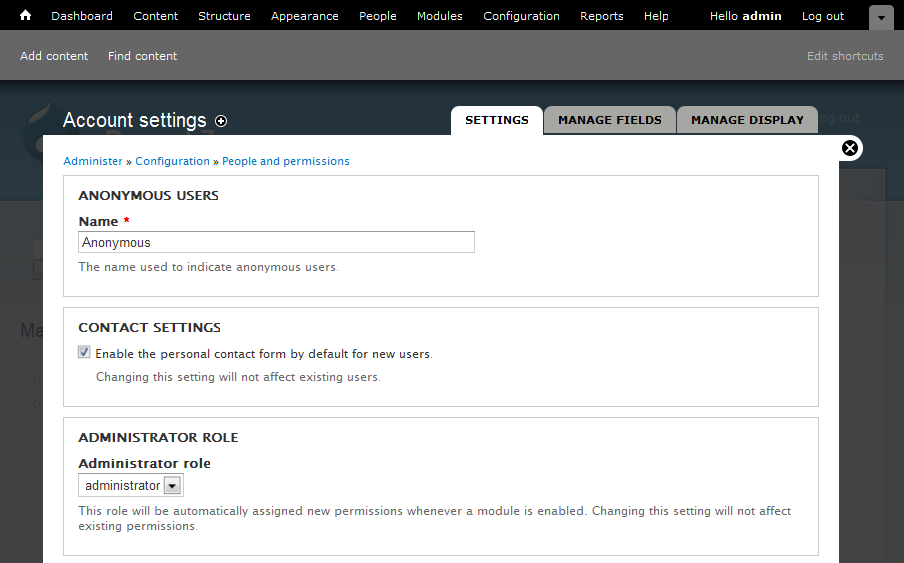 Dashboard Content Structure Appearance People Modules Configuration Reports Help Hello admin Log out
Add content Find content Edit shortcuts
Account settings
SETTINGS MANAGE FIELDS MANAGE DISPLAY
Administer » Configuration » People and permissions
ANONYMOUS USERS
Name *
Anonymous
The name used to indicate anonymous users.
CONTACT SETTINGS
Enable the personal contact form by default for new users.
Changing this setting will not affect existing users.
ADMINISTRATOR ROLE
Administrator role
administrator
This role will be automatically assigned new permissions whenever a module is enabled. Changing this setting will not affect
existing permissions.